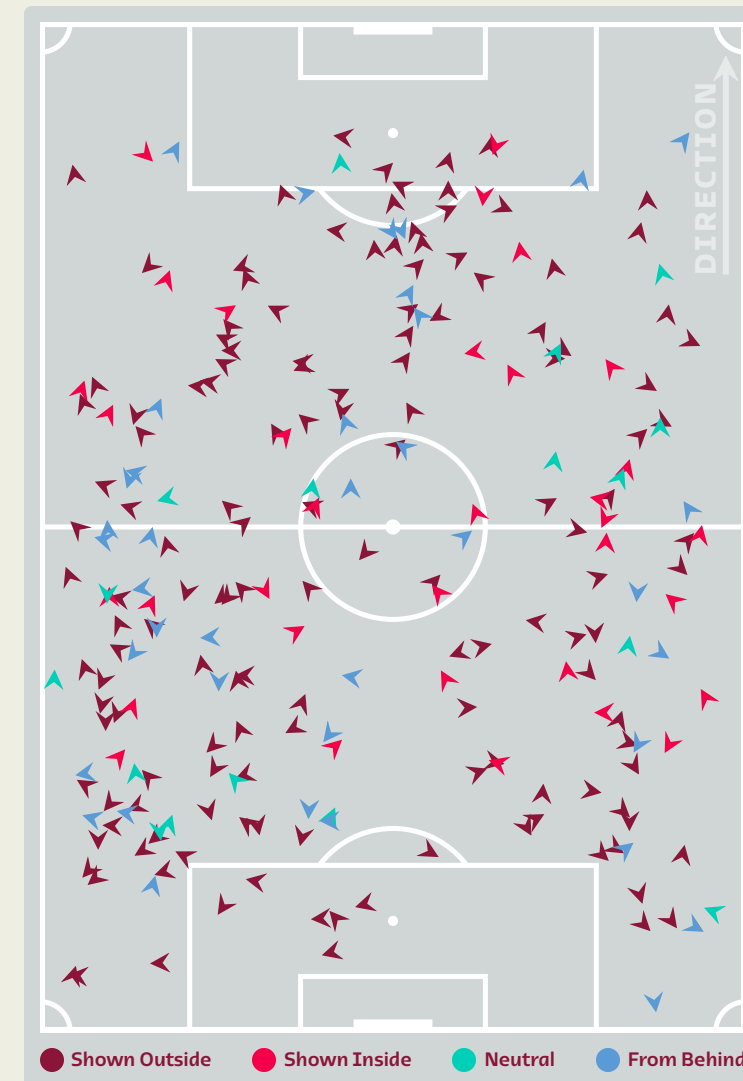 DIRECTION
Shown Outside
Shown Inside
Neutral
From Behind